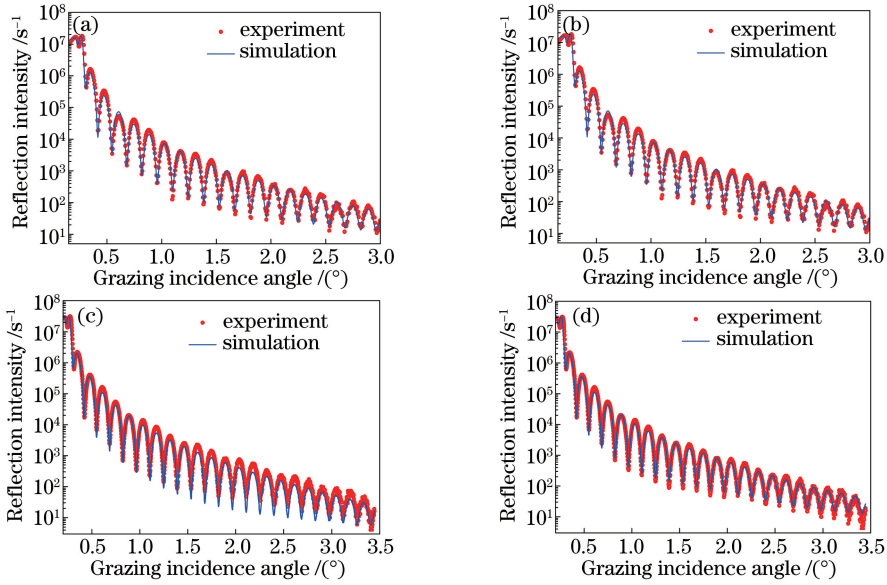 (a)
experiment
simulation
Reflection intensity /s⁻¹
10⁸
10⁷
10⁶
10⁵
10⁴
10³
10²
10¹
0.5 1.0 1.5 2.0 2.5 3.0
Grazing incidence angle /(°)
(b)
experiment
simulation
Reflection intensity /s⁻¹
10⁸
10⁷
10⁶
10⁵
10⁴
10³
10²
10¹
0.5 1.0 1.5 2.0 2.5 3.0
Grazing incidence angle /(°)
(c)
experiment
simulation
Reflection intensity /s⁻¹
10⁸
10⁷
10⁶
10⁵
10⁴
10³
10²
10¹
0.5 1.0 1.5 2.0 2.5 3.0 3.5
Grazing incidence angle /(°)
(d)
experiment
simulation
Reflection intensity /s⁻¹
10⁸
10⁷
10⁶
10⁵
10⁴
10³
10²
10¹
0.5 1.0 1.5 2.0 2.5 3.0 3.5
Grazing incidence angle /(°)